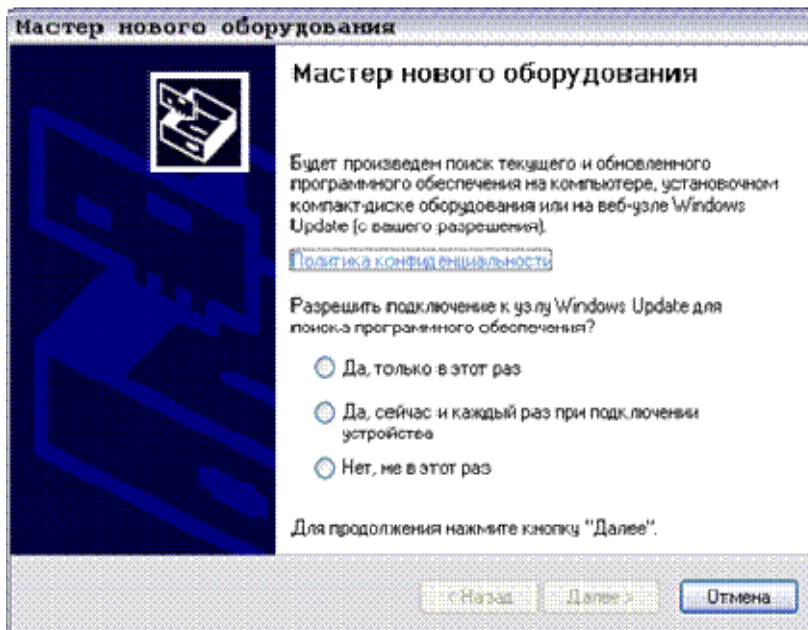 Мастер нового оборудования
Мастер нового оборудования
Будет произведен поиск текущего и обновленного
программного обеспечения на компьютере, установочном
компакт-диске оборудования или на веб-узле Windows
Update (с вашего разрешения).
Политика конфиденциальности
Разрешить подключение к узлу Windows Update для
поиска программного обеспечения?
Да, только в этот раз
Да, сейчас и каждый раз при подключении
устройства
Нет, не в этот раз
Для продолжения нажмите кнопку "Далее".
< Назад Далее > Отмена